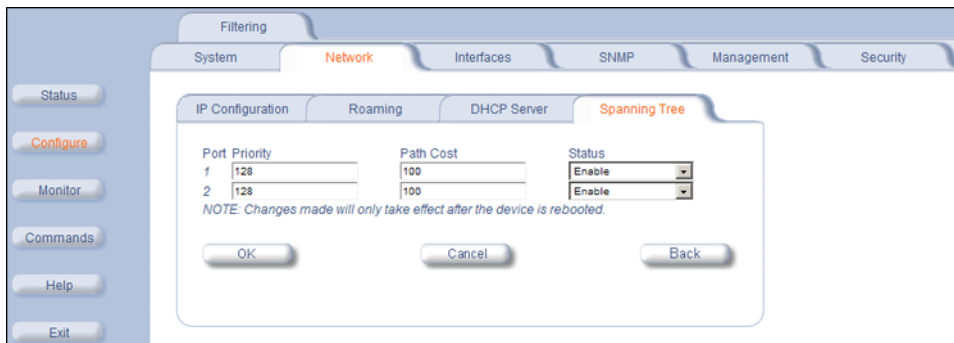 Filtering
System Network Interfaces SNMP Management Security
Status
IP Configuration Roaming DHCP Server Spanning Tree
Configure
Port Priority Path Cost Status
1 128 100 Enable
2 128 100 Enable
Monitor
NOTE: Changes made will only take effect after the device is rebooted.
Commands
OK Cancel Back
Help
Exit